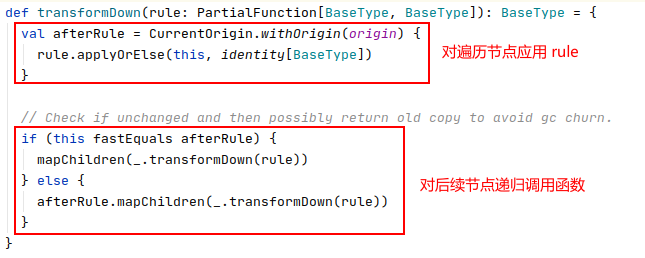 def transformDown(rule: PartialFunction[BaseType, BaseType]): BaseType = {
  val afterRule = CurrentOrigin.withOrigin(origin) {
    rule.applyOrElse(this, identity[BaseType])
  }
对遍历节点应用 rule
  // Check if unchanged and then possibly return old copy to avoid gc churn.
  if (this fastEquals afterRule) {
    mapChildren(_.transformDown(rule))
  } else {
    afterRule.mapChildren(_.transformDown(rule))
  }
对后续节点递归调用函数
}